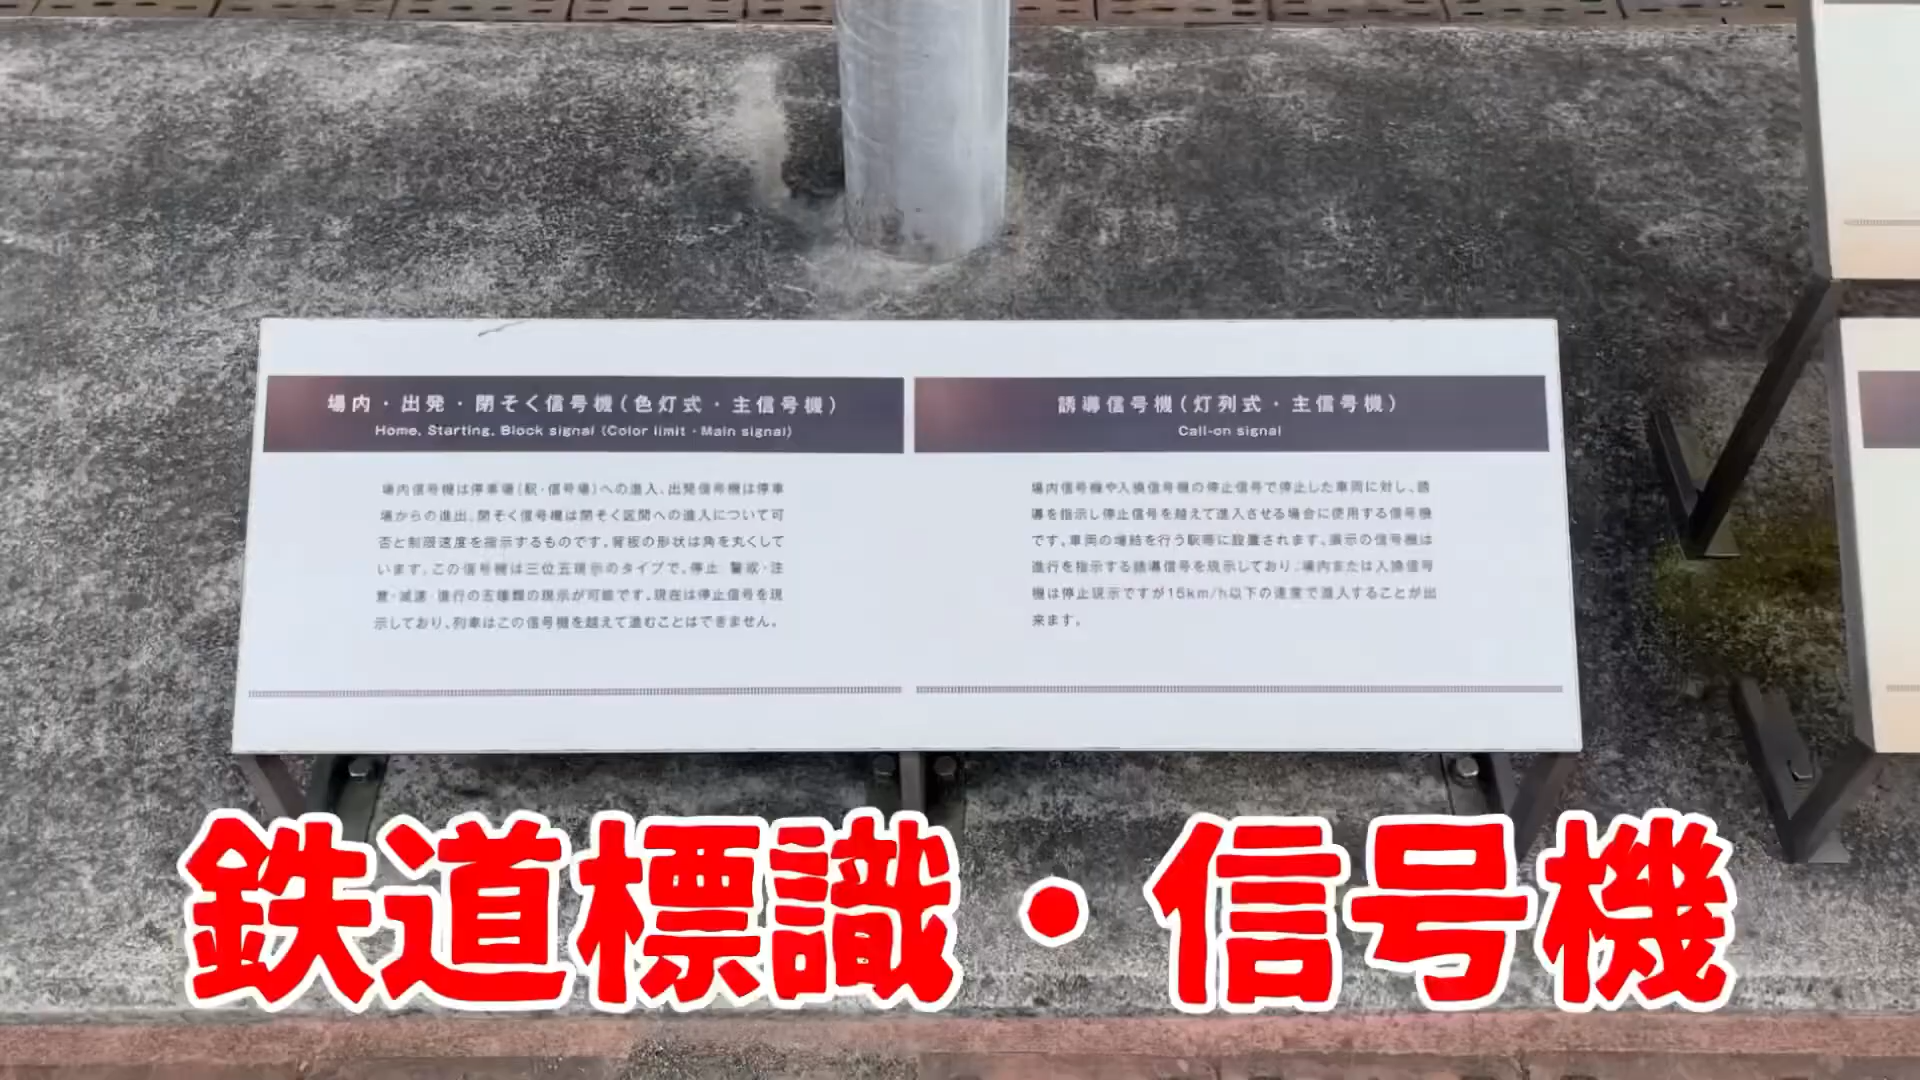 場内・出発・閉そく信号機(色灯式・主信号機)
Home, Starting, Block signal (Color limit・Main signal)
場内信号機は停車場(駅・信号場)への進入、出発信号機は停車
場からの進出、閉そく信号機は閉そく区間への進入について可
否と制限速度を指示するものです。背板の形状は角を丸くして
います。この信号機は三位五現示のタイプで、停止・警戒・注
意・減速・進行の五種類の現示が可能です。現在は停止信号を現
示しており、列車はこの信号機を越えて進むことはできません。
誘導信号機(灯列式・主信号機)
Call-on signal
場内信号機や入換信号機の停止信号で停止した車両に対し、誘
導を指示し停止信号を越えて進入させる場合に使用する信号機
です。車両の増結を行う駅等に設置されます。展示の信号機は
進行を指示する誘導信号を現示しており、場内または入換信号
機は停止現示ですが15km/h以下の速度で進入することが出
来ます。
鉄道標識・信号機